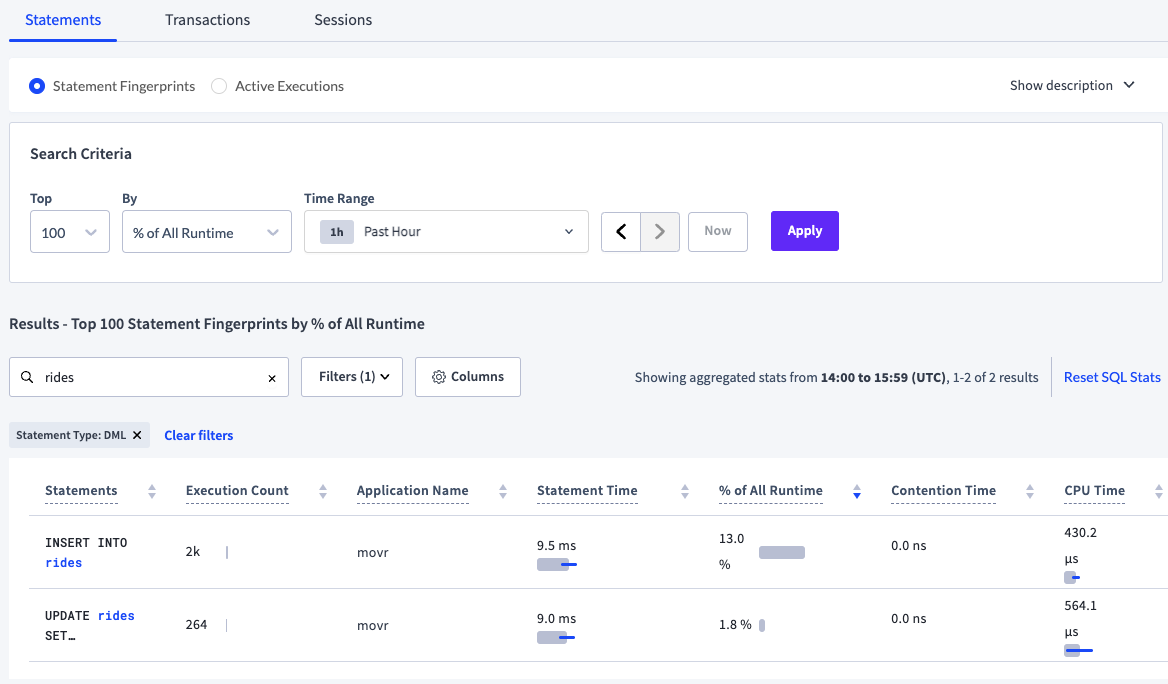 Statements Transactions Sessions
Statement Fingerprints Active Executions Show description
Search Criteria
Top By Time Range
100 % of All Runtime 1h Past Hour Now Apply
Results - Top 100 Statement Fingerprints by % of All Runtime
rides Filters (1) Columns Showing aggregated stats from 14:00 to 15:59 (UTC), 1-2 of 2 results Reset SQL Stats
Statement Type: DML Clear filters
Statements Execution Count Application Name Statement Time % of All Runtime Contention Time CPU Time
INSERT INTO rides 2k movr 9.5 ms 13.0 % 0.0 ns 430.2 µs
UPDATE rides SET… 264 movr 9.0 ms 1.8 % 0.0 ns 564.1 µs